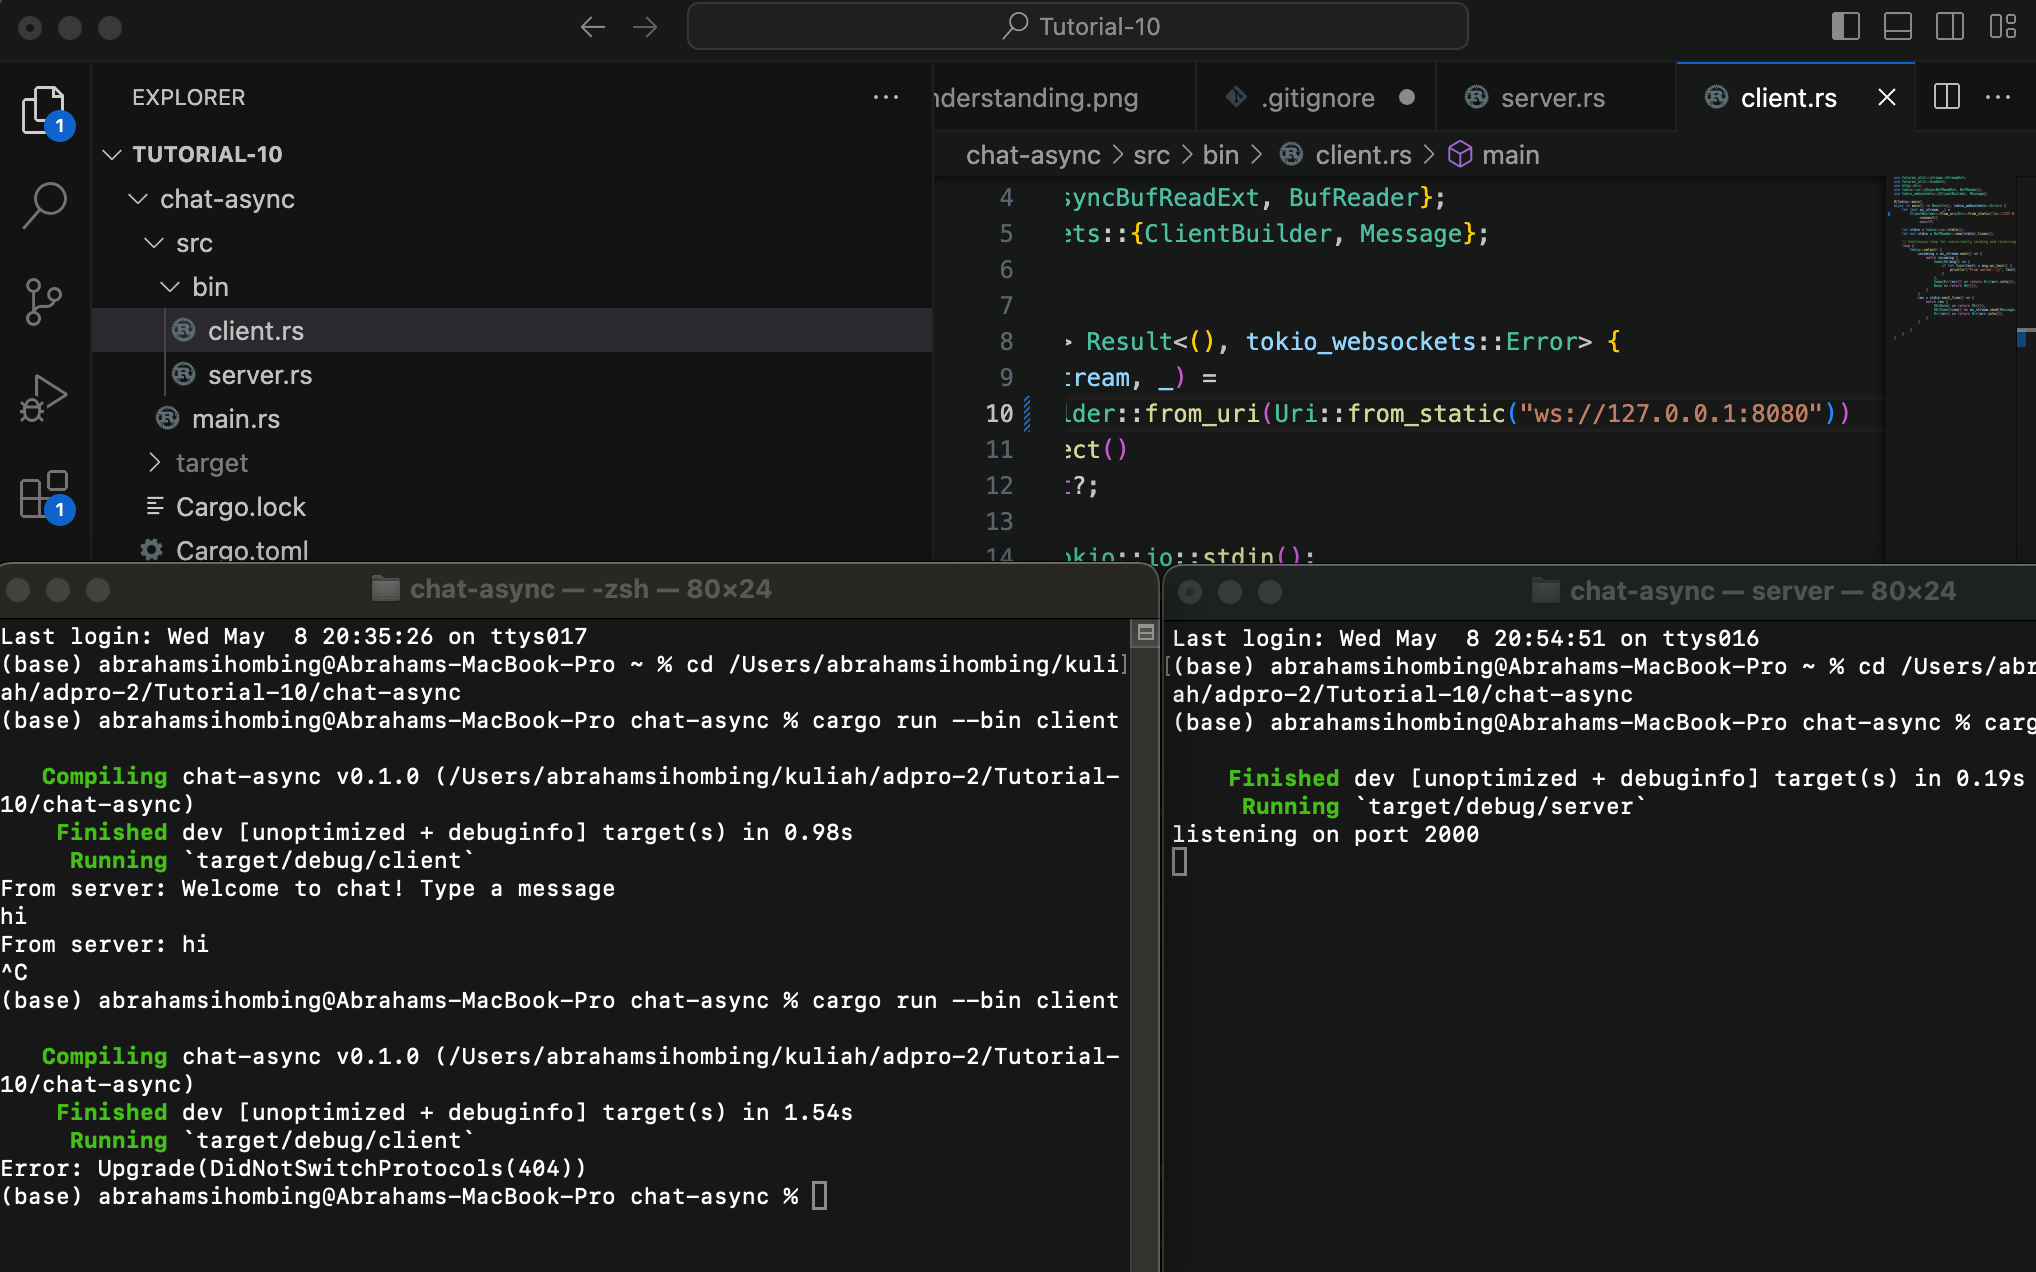 Tutorial-10
EXPLORER
1
TUTORIAL-10
chat-async
src
bin
client.rs
server.rs
main.rs
target
Cargo.lock
Cargo.toml
1
nderstanding.png
.gitignore
server.rs
client.rs
chat-async > src > bin > client.rs > main
4 syncBufReadExt, BufReader};
5 ets::{ClientBuilder, Message};
6
7
8 > Result<(), tokio_websockets::Error> {
9 tream, _) =
10 lder::from_uri(Uri::from_static("ws://127.0.0.1:8080"))
11 ect()
12 t?;
13
14 okio::io::stdin();
chat-async — -zsh — 80×24
Last login: Wed May  8 20:35:26 on ttys017
(base) abrahamsihombing@Abrahams-MacBook-Pro ~ % cd /Users/abrahamsihombing/kuli
ah/adpro-2/Tutorial-10/chat-async
(base) abrahamsihombing@Abrahams-MacBook-Pro chat-async % cargo run --bin client
Compiling chat-async v0.1.0 (/Users/abrahamsihombing/kuliah/adpro-2/Tutorial-
10/chat-async)
Finished dev [unoptimized + debuginfo] target(s) in 0.98s
Running `target/debug/client`
From server: Welcome to chat! Type a message
hi
From server: hi
^C
(base) abrahamsihombing@Abrahams-MacBook-Pro chat-async % cargo run --bin client
Compiling chat-async v0.1.0 (/Users/abrahamsihombing/kuliah/adpro-2/Tutorial-
10/chat-async)
Finished dev [unoptimized + debuginfo] target(s) in 1.54s
Running `target/debug/client`
Error: Upgrade(DidNotSwitchProtocols(404))
(base) abrahamsihombing@Abrahams-MacBook-Pro chat-async %
chat-async — server — 80×24
Last login: Wed May  8 20:54:51 on ttys016
(base) abrahamsihombing@Abrahams-MacBook-Pro ~ % cd /Users/abr
ah/adpro-2/Tutorial-10/chat-async
(base) abrahamsihombing@Abrahams-MacBook-Pro chat-async % carg
Finished dev [unoptimized + debuginfo] target(s) in 0.19s
Running `target/debug/server`
listening on port 2000